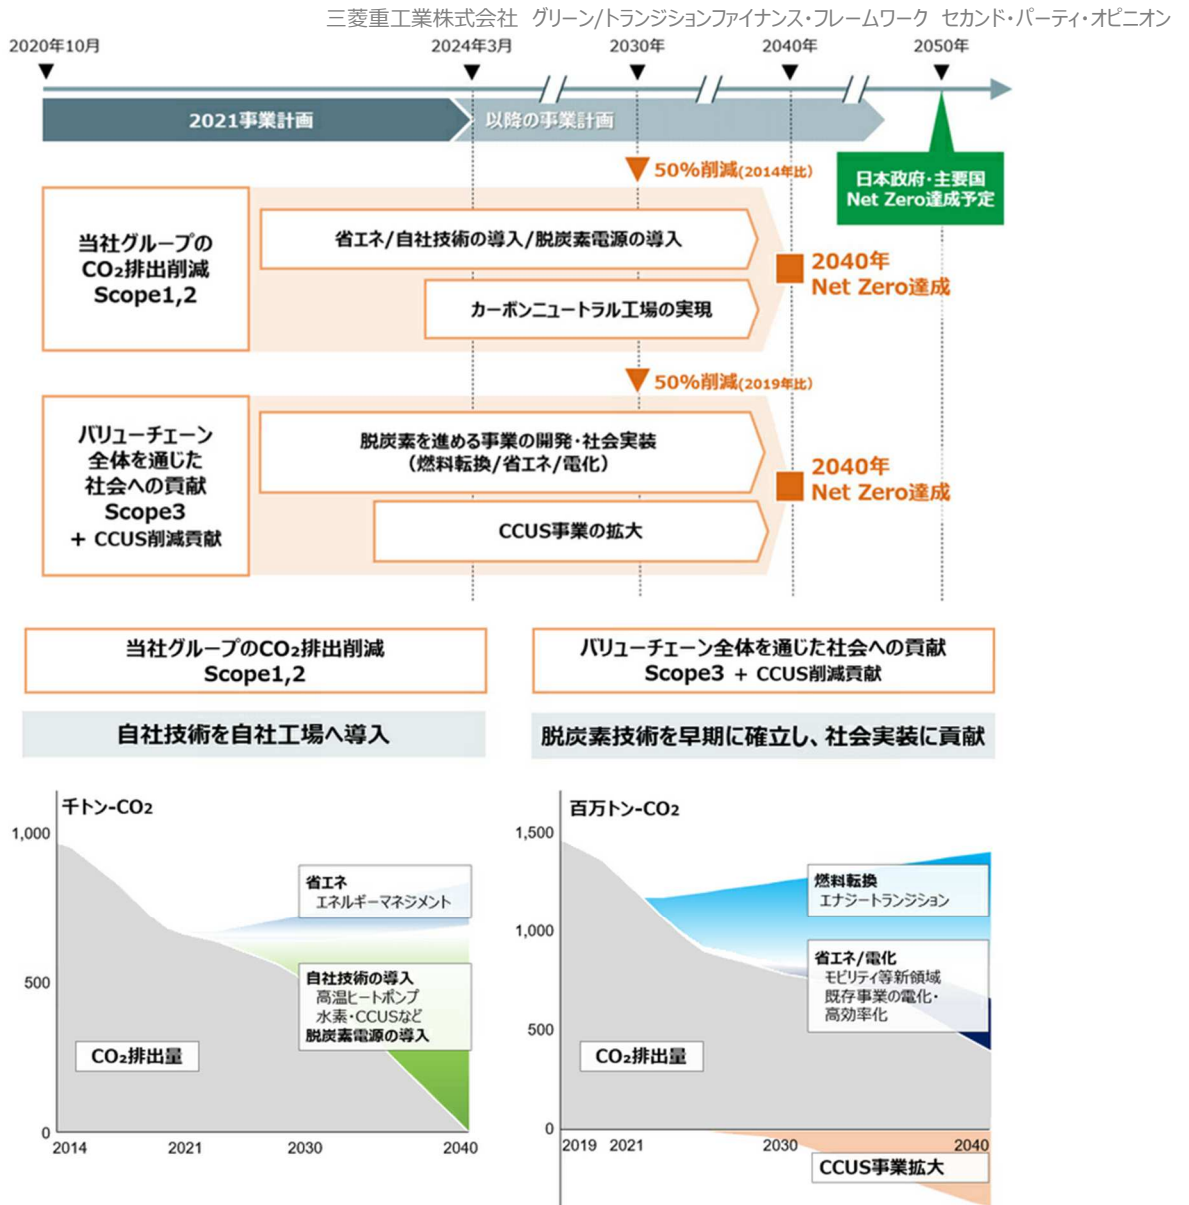 三菱重工業株式会社 グリーン/トランジションファイナンス・フレームワーク セカンド・パーティ・オピニオン
2020年10月
2024年3月
2030年
2040年
2050年
2021事業計画
以降の事業計画
日本政府・主要国
Net Zero達成予定
50%削減(2014年比)
当社グループの
CO₂排出削減
Scope1,2
省エネ/自社技術の導入/脱炭素電源の導入
カーボンニュートラル工場の実現
2040年
Net Zero達成
50%削減(2019年比)
バリューチェーン
全体を通じた
社会への貢献
Scope3
+ CCUS削減貢献
脱炭素を進める事業の開発・社会実装
(燃料転換/省エネ/電化)
CCUS事業の拡大
2040年
Net Zero達成
当社グループのCO₂排出削減
Scope1,2
自社技術を自社工場へ導入
千トン-CO₂
1,000
500
0
省エネ
エネルギーマネジメント
自社技術の導入
高温ヒートポンプ
水素・CCUSなど
脱炭素電源の導入
CO₂排出量
2014
2021
2030
2040
バリューチェーン全体を通じた社会への貢献
Scope3 + CCUS削減貢献
脱炭素技術を早期に確立し、社会実装に貢献
百万トン-CO₂
1,500
1,000
500
0
燃料転換
エナジートランジション
省エネ/電化
モビリティ等新領域
既存事業の電化・
高効率化
CO₂排出量
2019
2021
2030
2040
CCUS事業拡大